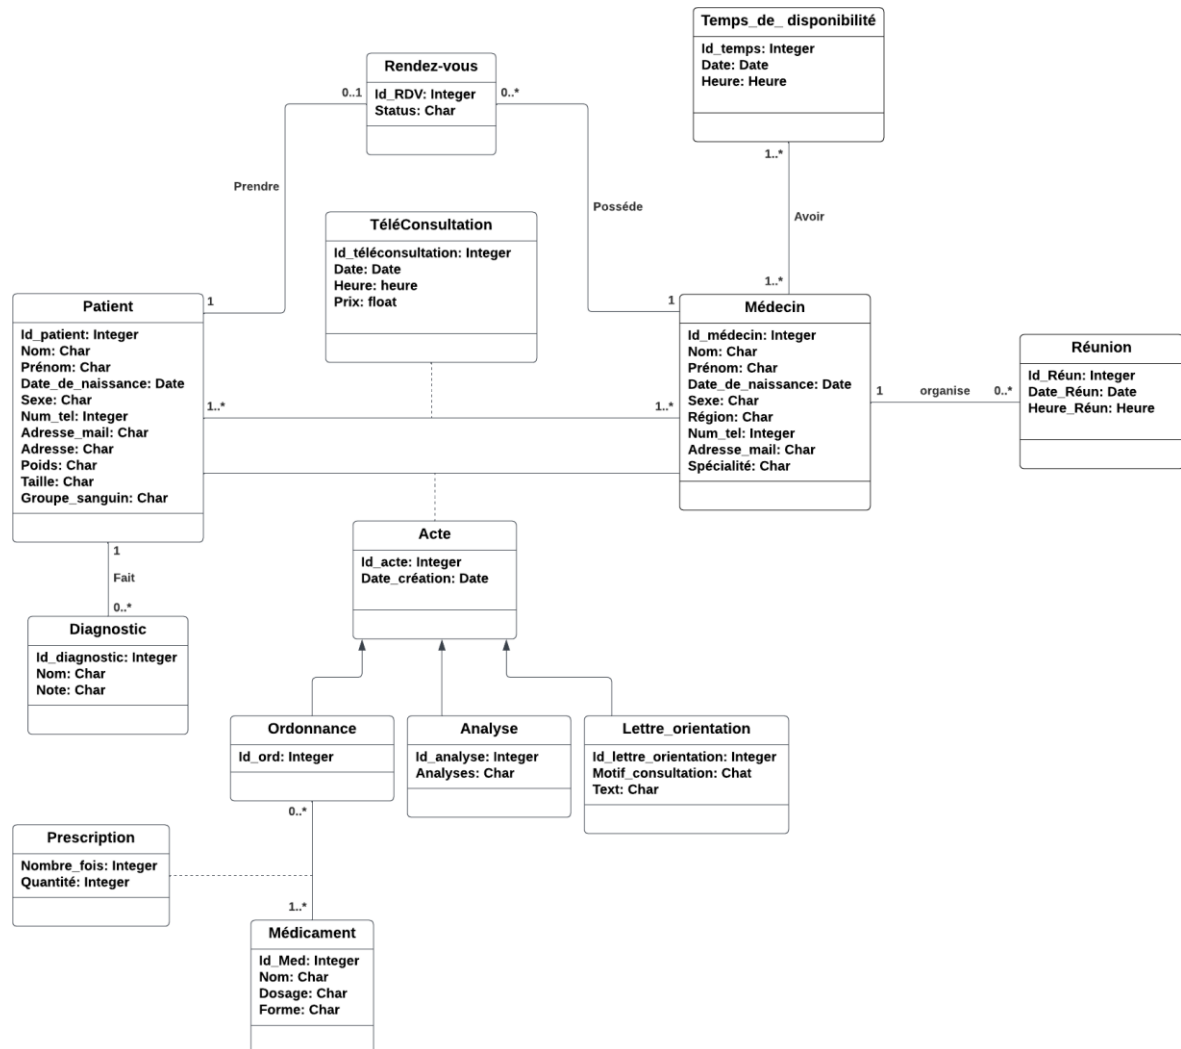 Temps_de_ disponibilité
Id_temps: Integer
Date: Date
Heure: Heure
1..*
Avoir
1..*
Rendez-vous
Id_RDV: Integer
Status: Char
0..1
0..*
Prendre
Posséde
1
1
TéléConsultation
Id_téléconsultation: Integer
Date: Date
Heure: heure
Prix: float
Patient
Id_patient: Integer
Nom: Char
Prénom: Char
Date_de_naissance: Date
Sexe: Char
Num_tel: Integer
Adresse_mail: Char
Adresse: Char
Poids: Char
Taille: Char
Groupe_sanguin: Char
1..*
1..*
Médecin
Id_médecin: Integer
Nom: Char
Prénom: Char
Date_de_naissance: Date
Sexe: Char
Région: Char
Num_tel: Integer
Adresse_mail: Char
Spécialité: Char
1
organise
0..*
Réunion
Id_Réun: Integer
Date_Réun: Date
Heure_Réun: Heure
Acte
Id_acte: Integer
Date_création: Date
1
Fait
0..*
Diagnostic
Id_diagnostic: Integer
Nom: Char
Note: Char
Ordonnance
Id_ord: Integer
Analyse
Id_analyse: Integer
Analyses: Char
Lettre_orientation
Id_lettre_orientation: Integer
Motif_consultation: Chat
Text: Char
0..*
Prescription
Nombre_fois: Integer
Quantité: Integer
1..*
Médicament
Id_Med: Integer
Nom: Char
Dosage: Char
Forme: Char